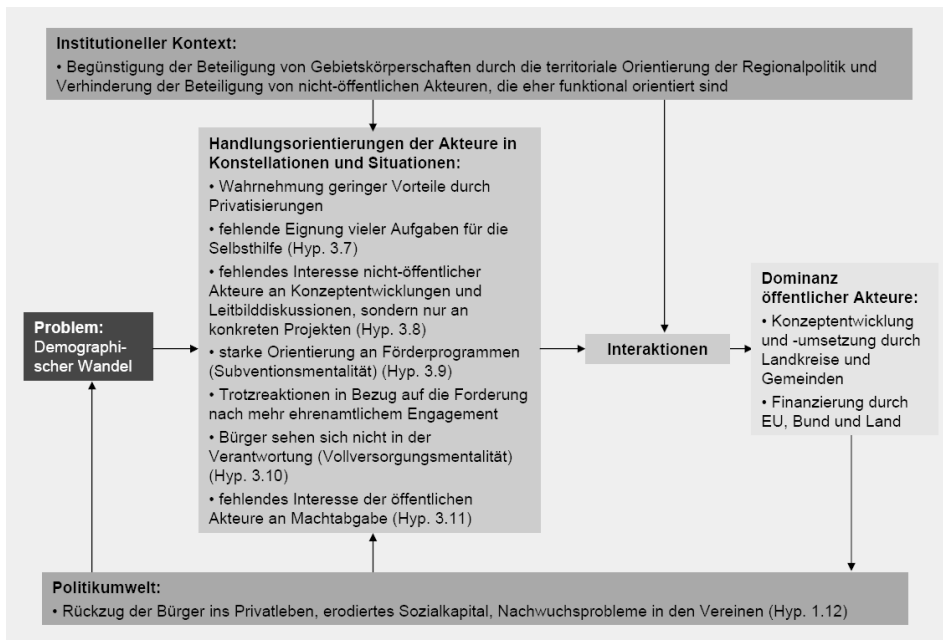 Institutioneller Kontext:
• Begünstigung der Beteiligung von Gebietskörperschaften durch die territoriale Orientierung der Regionalpolitik und
Verhinderung der Beteiligung von nicht-öffentlichen Akteuren, die eher funktional orientiert sind
Problem:
Demographi-
scher Wandel
Handlungsorientierungen der Akteure in
Konstellationen und Situationen:
• Wahrnehmung geringer Vorteile durch
Privatisierungen
• fehlende Eignung vieler Aufgaben für die
Selbsthilfe (Hyp. 3.7)
• fehlendes Interesse nicht-öffentlicher
Akteure an Konzeptentwicklungen und
Leitbilddiskussionen, sondern nur an
konkreten Projekten (Hyp. 3.8)
• starke Orientierung an Förderprogrammen
(Subventionsmentalität) (Hyp. 3.9)
• Trotzreaktionen in Bezug auf die Forderung
nach mehr ehrenamtlichem Engagement
• Bürger sehen sich nicht in der
Verantwortung (Vollversorgungsmentalität)
(Hyp. 3.10)
• fehlendes Interesse der öffentlichen
Akteure an Machtabgabe (Hyp. 3.11)
Interaktionen
Dominanz
öffentlicher Akteure:
• Konzeptentwicklung
und -umsetzung durch
Landkreise und
Gemeinden
• Finanzierung durch
EU, Bund und Land
Politikumwelt:
• Rückzug der Bürger ins Privatleben, erodiertes Sozialkapital, Nachwuchsprobleme in den Vereinen (Hyp. 1.12)